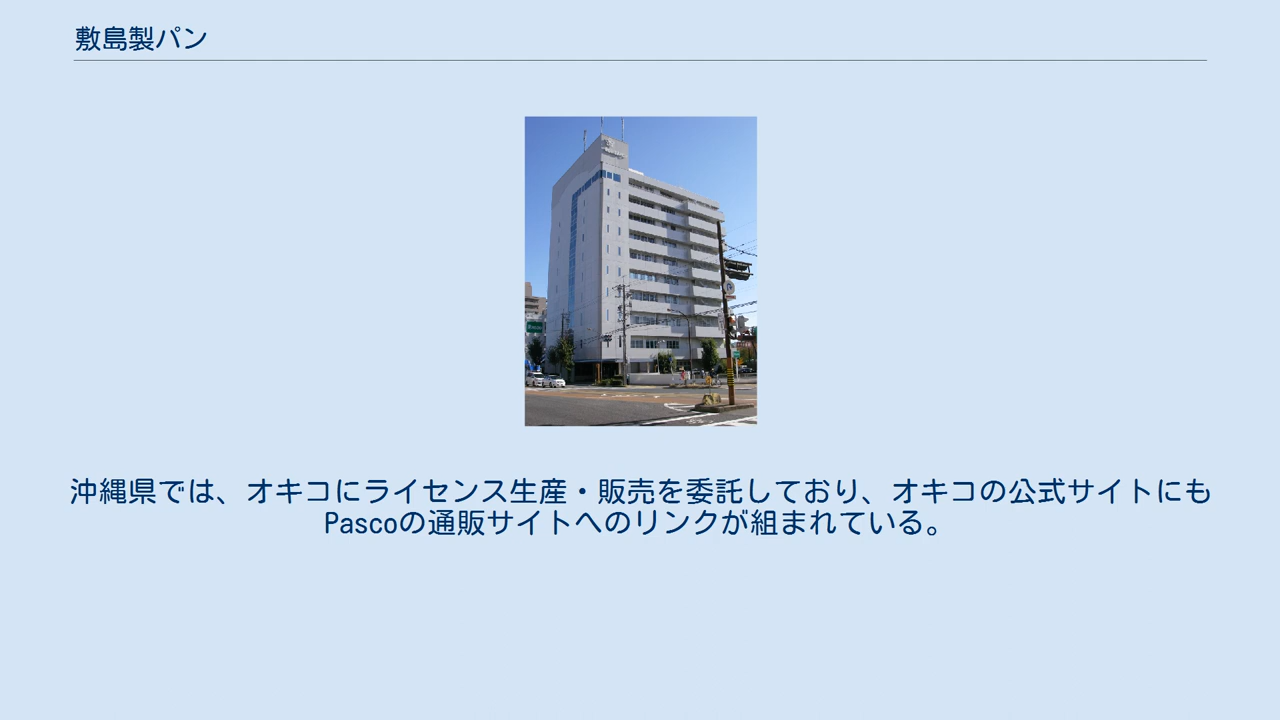 敷島製パン
沖縄県では、オキコにライセンス生産・販売を委託しており、オキコの公式サイトにも
Pascoの通販サイトへのリンクが組まれている。